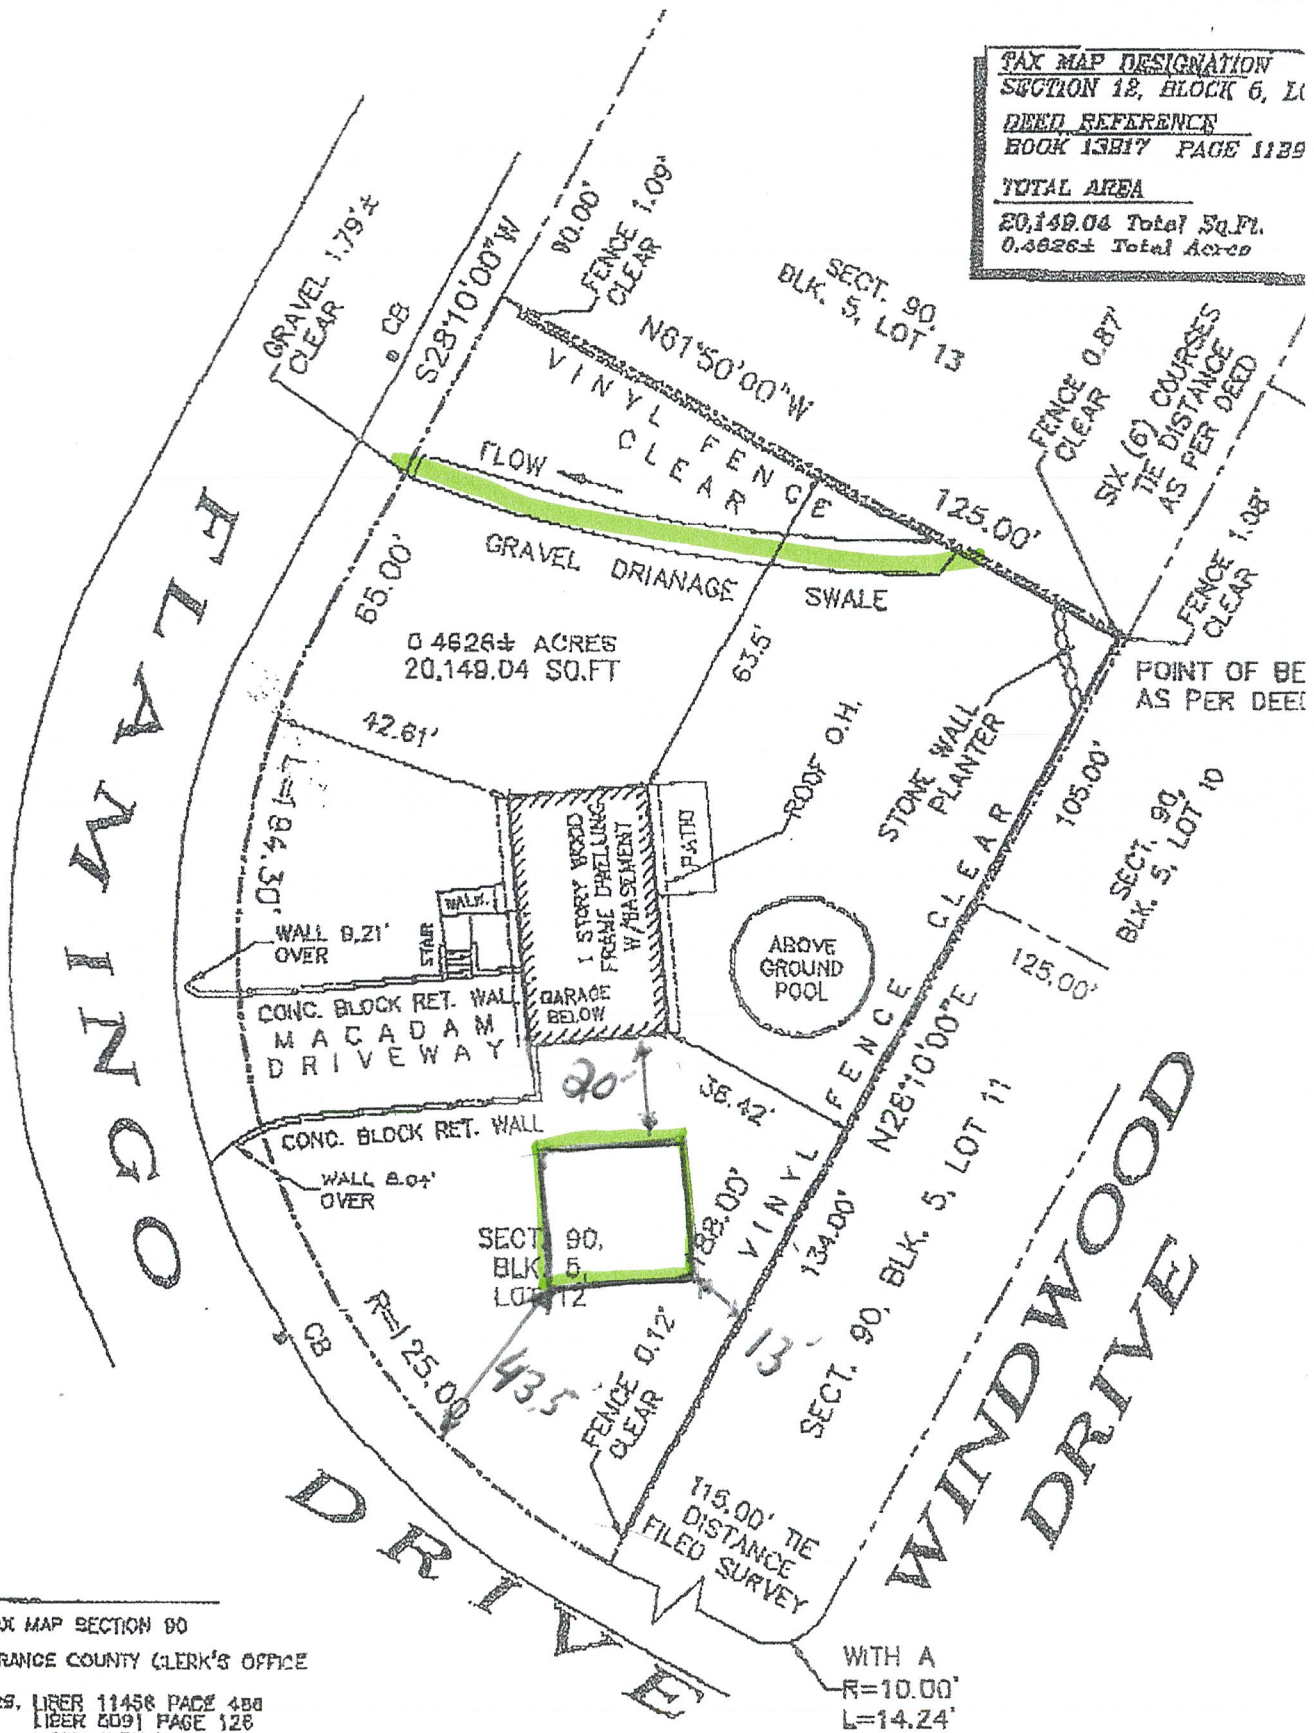 TAX MAP DESIGNATION
SECTION 12, BLOCK 6,
DEED REFERENCE
BOOK 13217 PAGE 1129
TOTAL AREA
20,149.04 Total Sq.Ft.
0.4626± Total Acres
GRAVEL 1.79'±
CLEAR
CB
S28°10'00"W
90.00'
FENCE 1.09'
CLEAR
SECT. 90,
BLK. 5, LOT 13
N61°50'00"W
VINYL FENCE
CLEAR
FLOW
125.00'
FENCE 0.87'
CLEAR
SIX (6) COURSES
TIE DISTANCE
AS PER DEED
FENCE 1.08'
CLEAR
GRAVEL DRIANAGE SWALE
65.00'
0.4626± ACRES
20,149.04 SQ.FT
63.5'
POINT OF BE
AS PER DEED
42.61'
ROOF O.H.
STONE WALL
PLANTER
105.00'
SECT. 90,
BLK. 5, LOT 10
L=184.30'
1 STORY WOOD
FRAME DWELLING
W/BASEMENT
PATIO
WALK
STAIR
WALL 9.21'
OVER
ABOVE
GROUND
POOL
125.00'
CONC. BLOCK RET. WALL
MACADAM
DRIVEWAY
GARAGE
BELOW
20'
36.42'
VINYL FENCE CLEAR
N28°10'00"E
CONC. BLOCK RET. WALL
WALL 8.04'
OVER
188.00'
134.00'
SECT. 90, BLK. 5, LOT 11
SECT. 90,
BLK. 5,
LOT 12
R=125.00
CB
43.5
13'
FENCE 0.12'
CLEAR
115.00' TIE
DISTANCE
FILED SURVEY
FLAMINGO
DRIVE
WINDWOOD
DRIVE
WITH A
R=10.00'
L=14.24'
AX MAP SECTION 90
RANGE COUNTY CLERK'S OFFICE
LIBER 11458 PAGE 488
LIBER 5091 PAGE 126